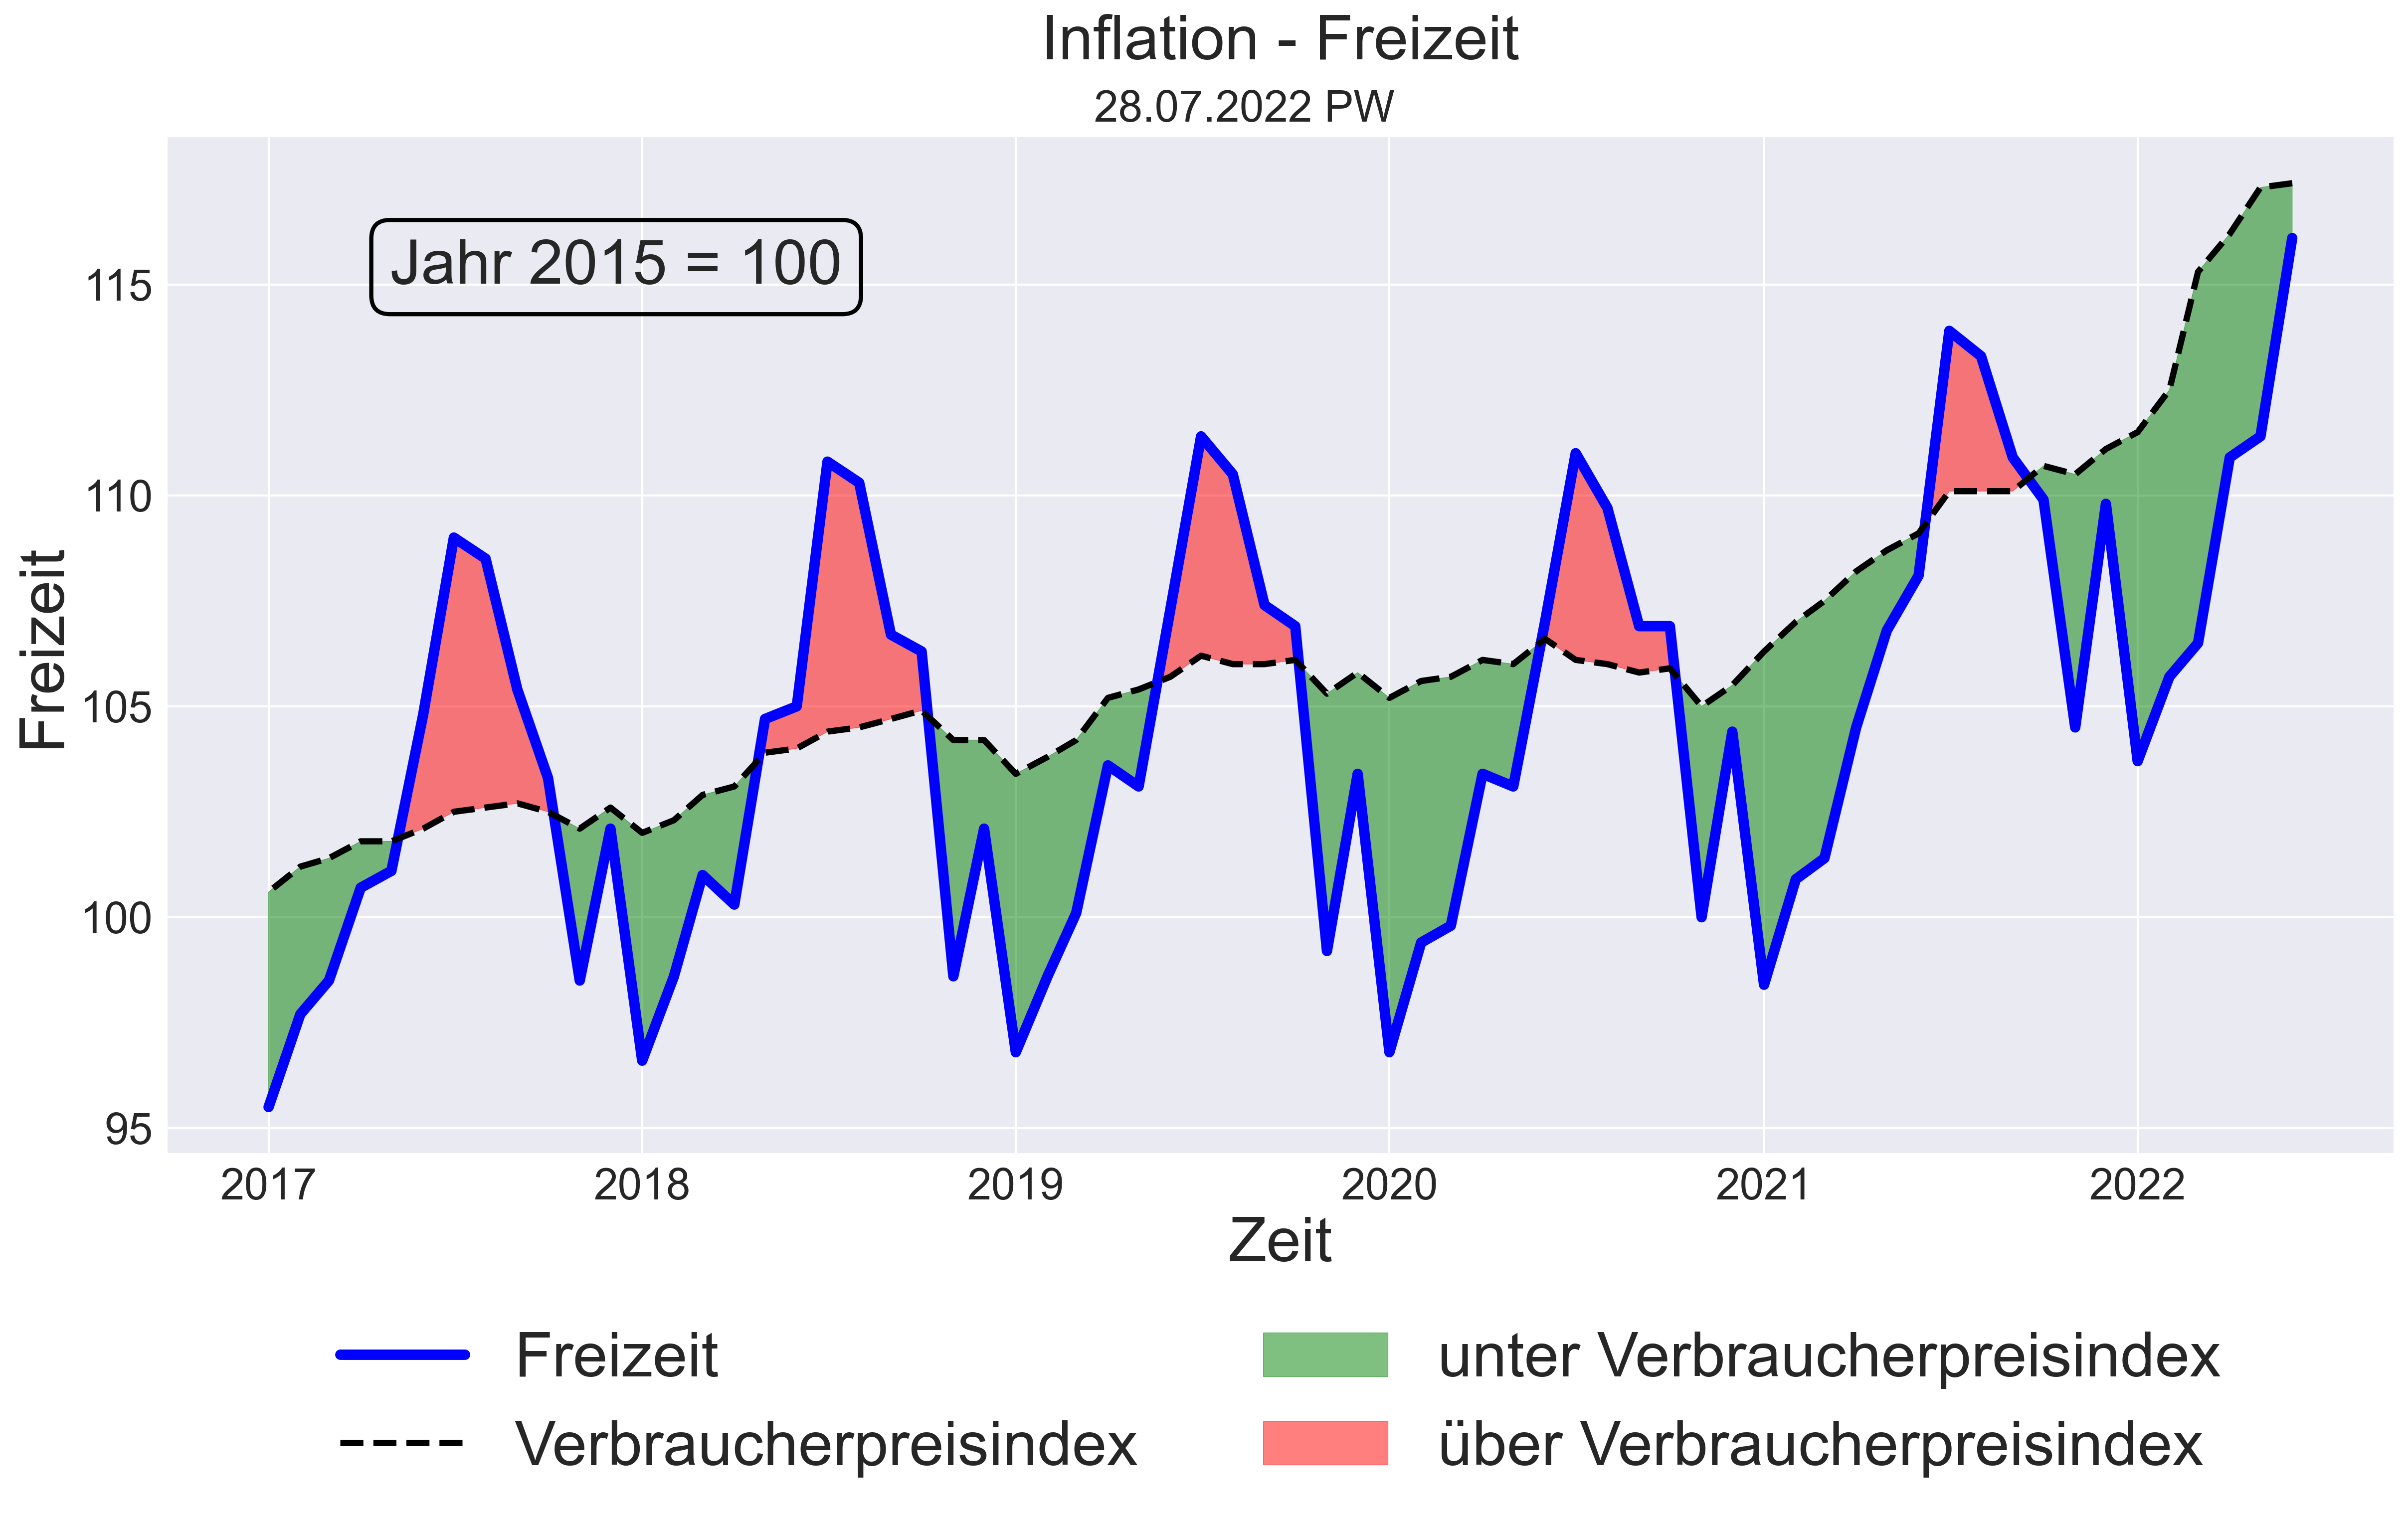 Inflation - Freizeit
28.07.2022 PW
Jahr 2015 = 100
Freizeit
115
110
105
100
95
2017 2018 2019 2020 2021 2022
Zeit
Freizeit
Verbraucherpreisindex
unter Verbraucherpreisindex
über Verbraucherpreisindex